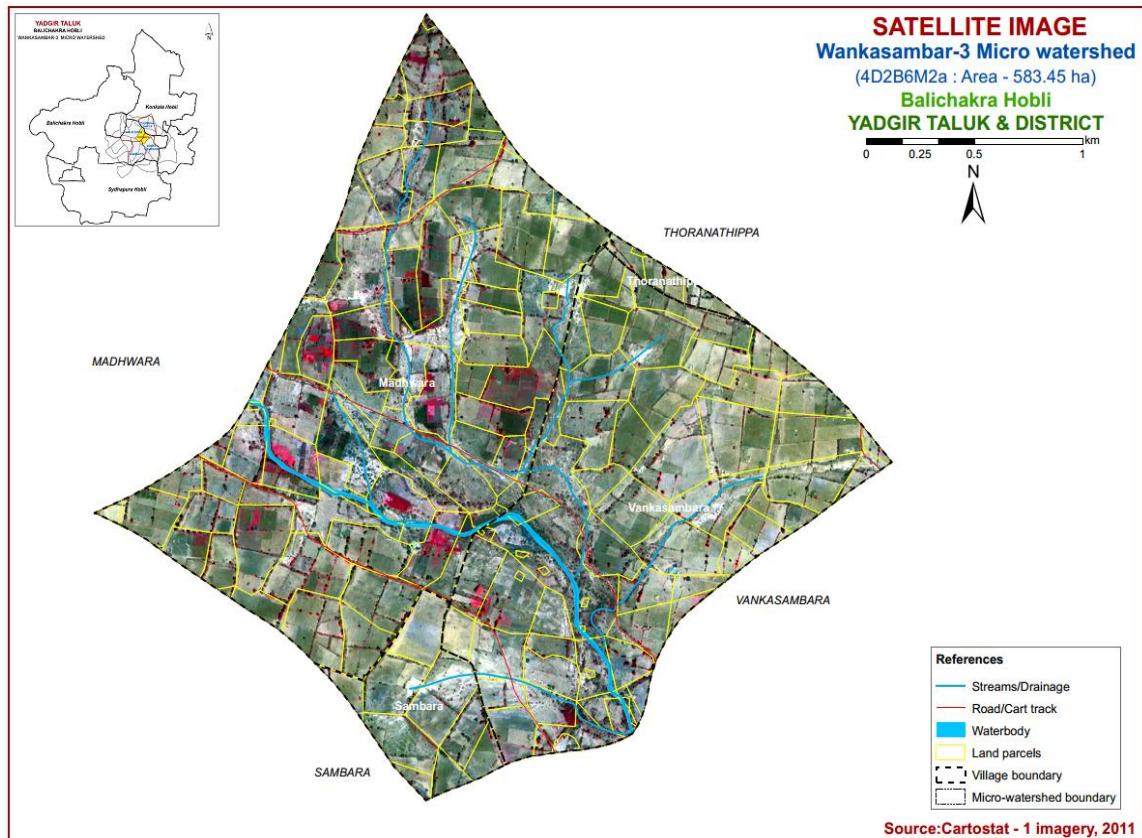 YADGIR TALUK
BALICHAKRA HOBLI
WANKASAMBAR-3 MICRO WATERSHED
N
Konkala Hobli
Balichakra Hobli
Sydhapura Hobli
SATELLITE IMAGE
Wankasambar-3 Micro watershed
(4D2B6M2a : Area - 583.45 ha)
Balichakra Hobli
YADGIR TALUK & DISTRICT
km
0 0.25 0.5 1
N
THORANATHIPPA
Thoranathipp
MADHWARA
Madhwara
Vankasambara
VANKASAMBARA
Sambara
SAMBARA
References
Streams/Drainage
Road/Cart track
Waterbody
Land parcels
Village boundary
Micro-watershed boundary
Source:Cartostat - 1 imagery, 2011